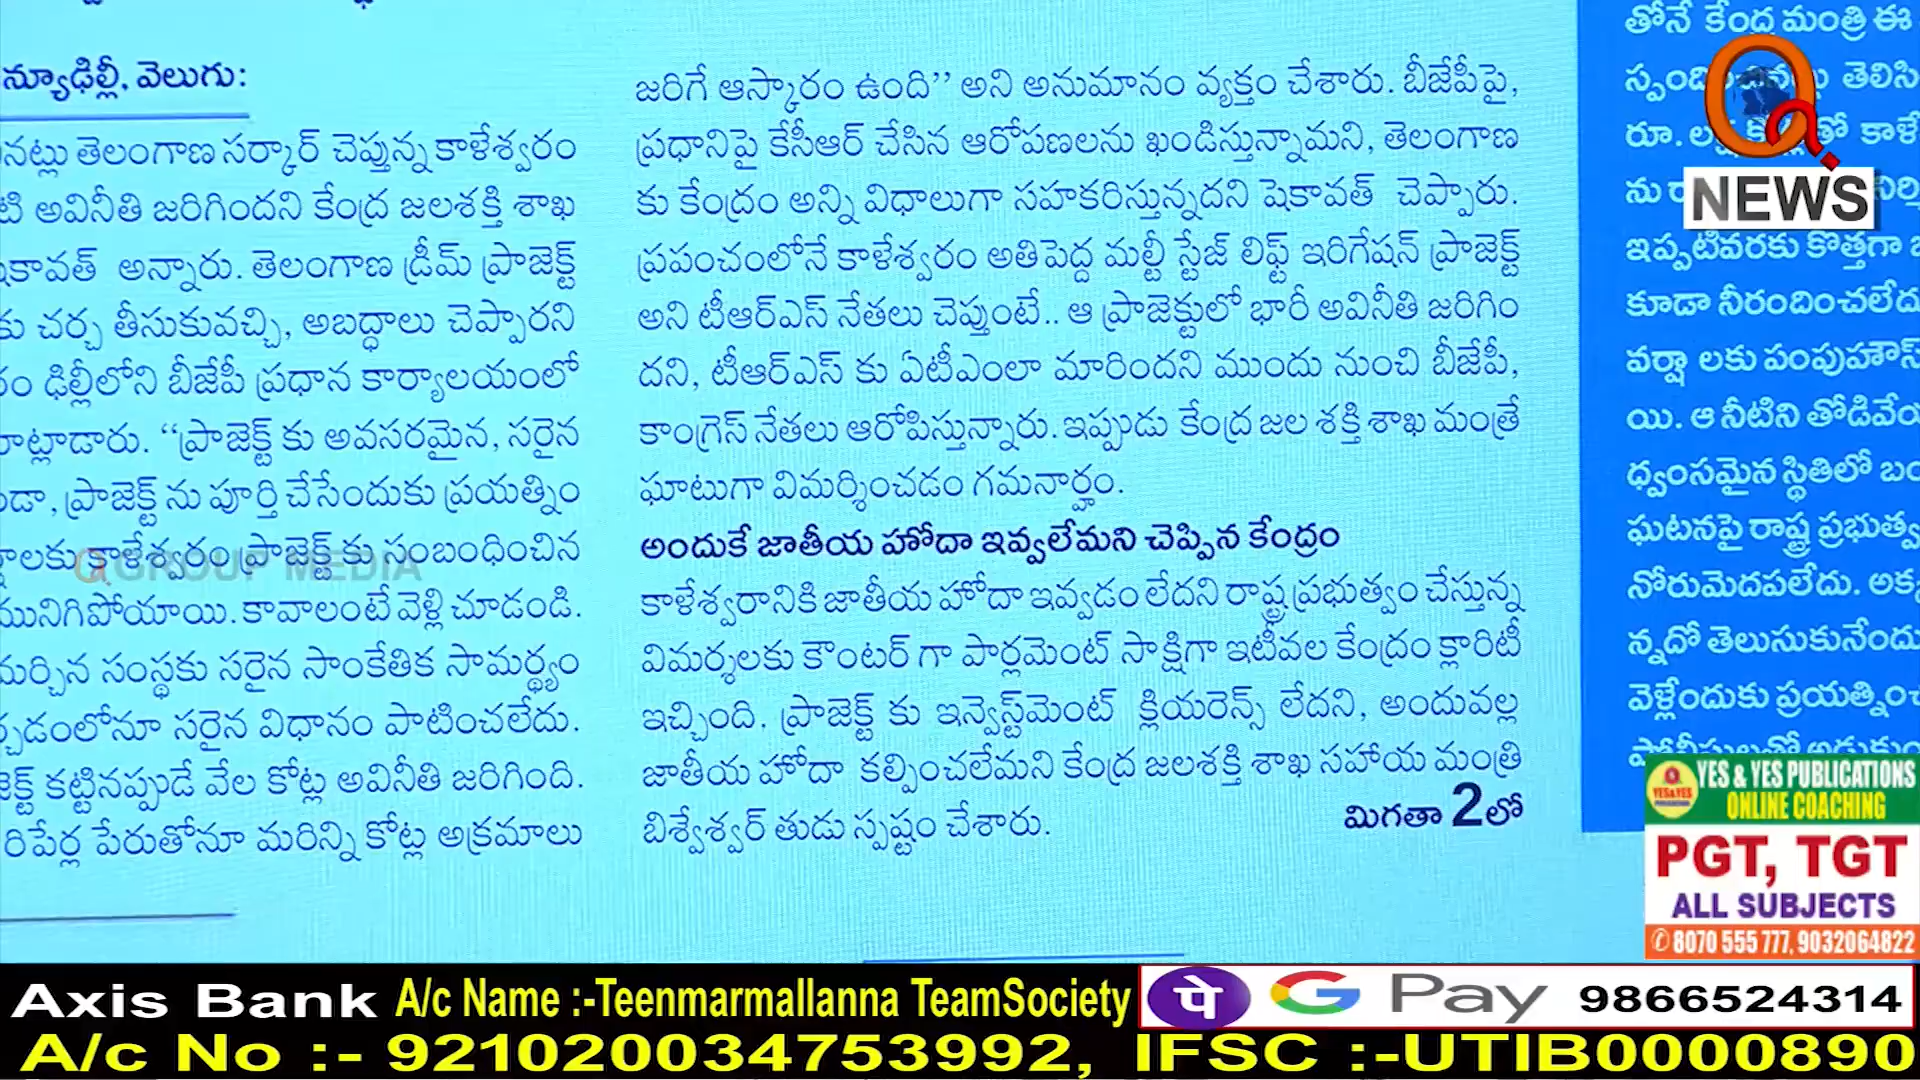 న్యూఢిల్లీ, వెలుగు:
నట్లు తెలంగాణ సర్కార్ చెప్తున్న కాళేశ్వరం
టి అవినీతి జరిగిందని కేంద్ర జలశక్తి శాఖ
షెకావత్ అన్నారు. తెలంగాణ డ్రీమ్ ప్రాజెక్ట్
కు చర్చ తీసుకువచ్చి, అబద్ధాలు చెప్పారని
ఢిల్లీలోని బీజేపీ ప్రధాన కార్యాలయంలో
"ప్రాజెక్ట్ కు అవసరమైన, సరైన
డా, ప్రాజెక్ట్ ను పూర్తి చేసేందుకు ప్రయత్నిం
లకు కాళేశ్వరం ప్రాజెక్ట్ కు సంబంధించిన
మునిగిపోయాయి. కావాలంటే వెళ్లి చూడండి.
సంస్థకు సరైన సాంకేతిక సామర్థ్యం
డంలోనూ సరైన విధానం పాటించలేదు.
జెక్ట్ కట్టినప్పుడే వేల కోట్ల అవినీతి జరిగింది.
రిపేర్ల పేరుతోనూ మరిన్ని కోట్ల అక్రమాలు
జరిగే ఆస్కారం ఉంది" అని అనుమానం వ్యక్తం చేశారు. బీజేపీపై,
ప్రధానిపై కేసీఆర్ చేసిన ఆరోపణలను ఖండిస్తున్నామని, తెలంగాణ
కు కేంద్రం అన్ని విధాలుగా సహకరిస్తున్నదని షెకావత్ చెప్పారు.
ప్రపంచంలోనే కాళేశ్వరం అతిపెద్ద మల్టీ స్టేజ్ లిఫ్ట్ ఇరిగేషన్ ప్రాజెక్ట్
అని టీఆర్ఎస్ నేతలు చెప్తుంటే.. ఆ ప్రాజెక్టులో భారీ అవినీతి జరిగిం
దని, టీఆర్ఎస్ కు ఏటీఎంలా మారిందని ముందు నుంచి బీజేపీ,
కాంగ్రెస్ నేతలు ఆరోపిస్తున్నారు. ఇప్పుడు కేంద్ర జల శక్తి శాఖ మంత్రే
ఘాటుగా విమర్శించడం గమనార్హం.
అందుకే జాతీయ హోదా ఇవ్వలేమని చెప్పిన కేంద్రం
కాళేశ్వరానికి జాతీయ హోదా ఇవ్వడం లేదని రాష్ట్ర ప్రభుత్వం చేస్తున్న
విమర్శలకు కౌంటర్ గా పార్లమెంట్ సాక్షిగా ఇటీవల కేంద్రం క్లారిటీ
ఇచ్చింది. ప్రాజెక్ట్ కు ఇన్వెస్ట్‌మెంట్ క్లియరెన్స్ లేదని, అందువల్ల
జాతీయ హోదా కల్పించలేమని కేంద్ర జలశక్తి శాఖ సహాయ మంత్రి
బిశ్వేశ్వర్ తుడు స్పష్టం చేశారు.
మిగతా 2లో
తోనే కేంద్ర మంత్రి ఈ
తెలిసి
రూ. కాళే
ను
ఇప్పటివరకు కొత్తగా
కూడా నీరందించలేదు
వర్షా లకు పంపుహౌస్
యి. ఆ నీటిని తోడివేయ
ధ్వంసమైన స్థితిలో
ఘటనపై రాష్ట్ర ప్రభుత్వ
నోరుమెదపలేదు. అక్క
న్నదో తెలుసుకునేందు
వెళ్లేందుకు ప్రయత్నించ
Q NEWS
Q GROUP MEDIA
YES & YES PUBLICATIONS
ONLINE COACHING
PGT, TGT
ALL SUBJECTS
8070 555 777, 9032064822
Axis Bank A/c Name :-Teenmarmallanna TeamSociety
పే G Pay 9866524314
A/c No :- 921020034753992, IFSC :-UTIB0000890